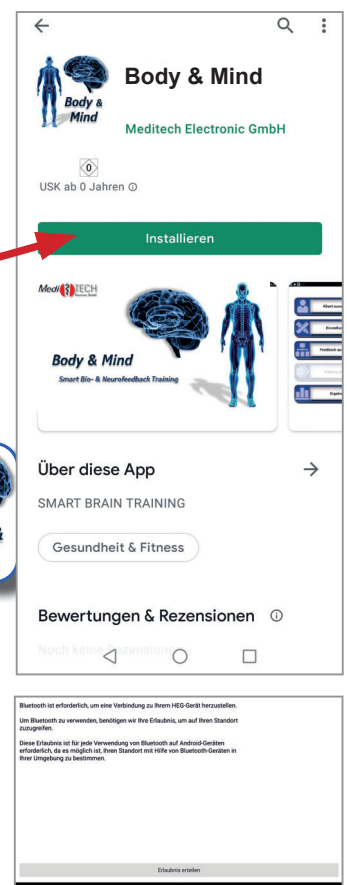 Body & Mind
Body &
Mind
Meditech Electronic GmbH
0
USK ab 0 Jahren
Installieren
MediTECH
Body & Mind
Smart Bio- & Neurofeedback Training
Über diese App
SMART BRAIN TRAINING
Gesundheit & Fitness
Bewertungen & Rezensionen
Noch keine Rezensionen
Bluetooth ist erforderlich, um eine Verbindung zu Ihrem HEG-Gerät herzustellen.
Um Bluetooth zu verwenden, benötigen wir Ihre Erlaubnis, um auf Ihren Standort
zuzugreifen.
Diese Erlaubnis ist für jede Verwendung von Bluetooth auf Android-Geräten
erforderlich, da es möglich ist, Ihren Standort mit Hilfe von Bluetooth-Geräten in
Ihrer Umgebung zu bestimmen.
Erlaubnis erteilen